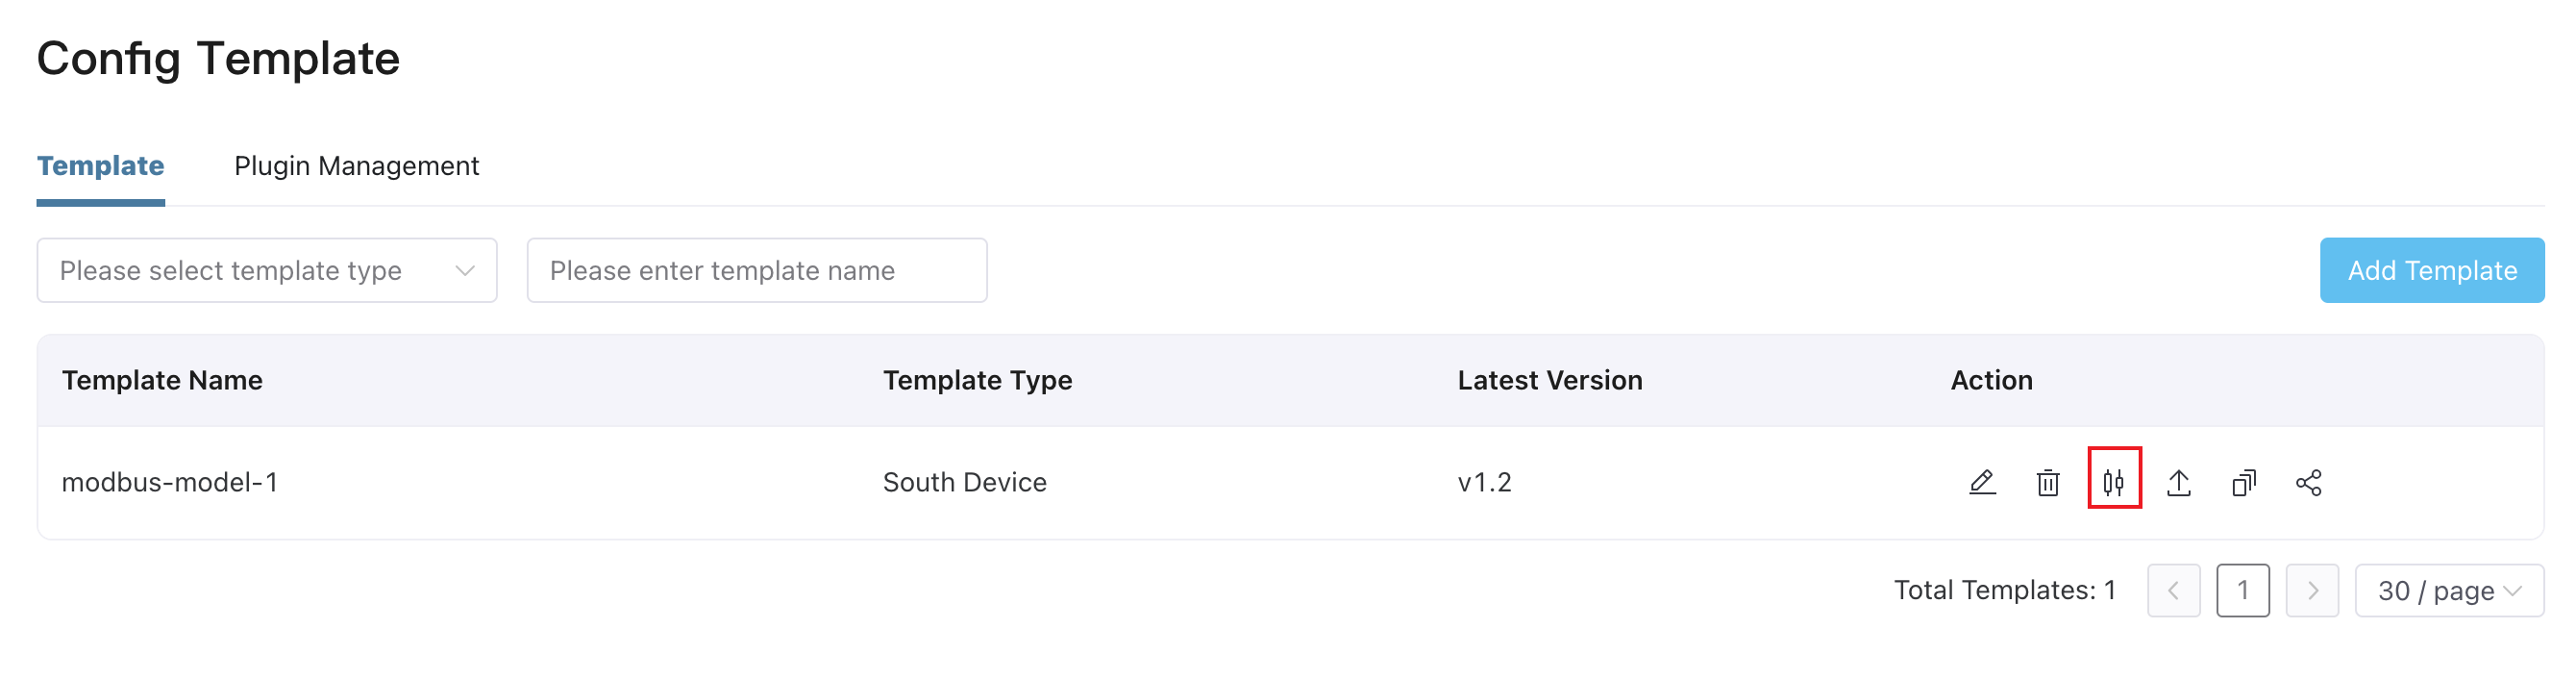 Config Template
Template Plugin Management
Please select template type Please enter template name Add Template
Template Name Template Type Latest Version Action
modbus-model-1 South Device v1.2
Total Templates: 1 1 30 / page